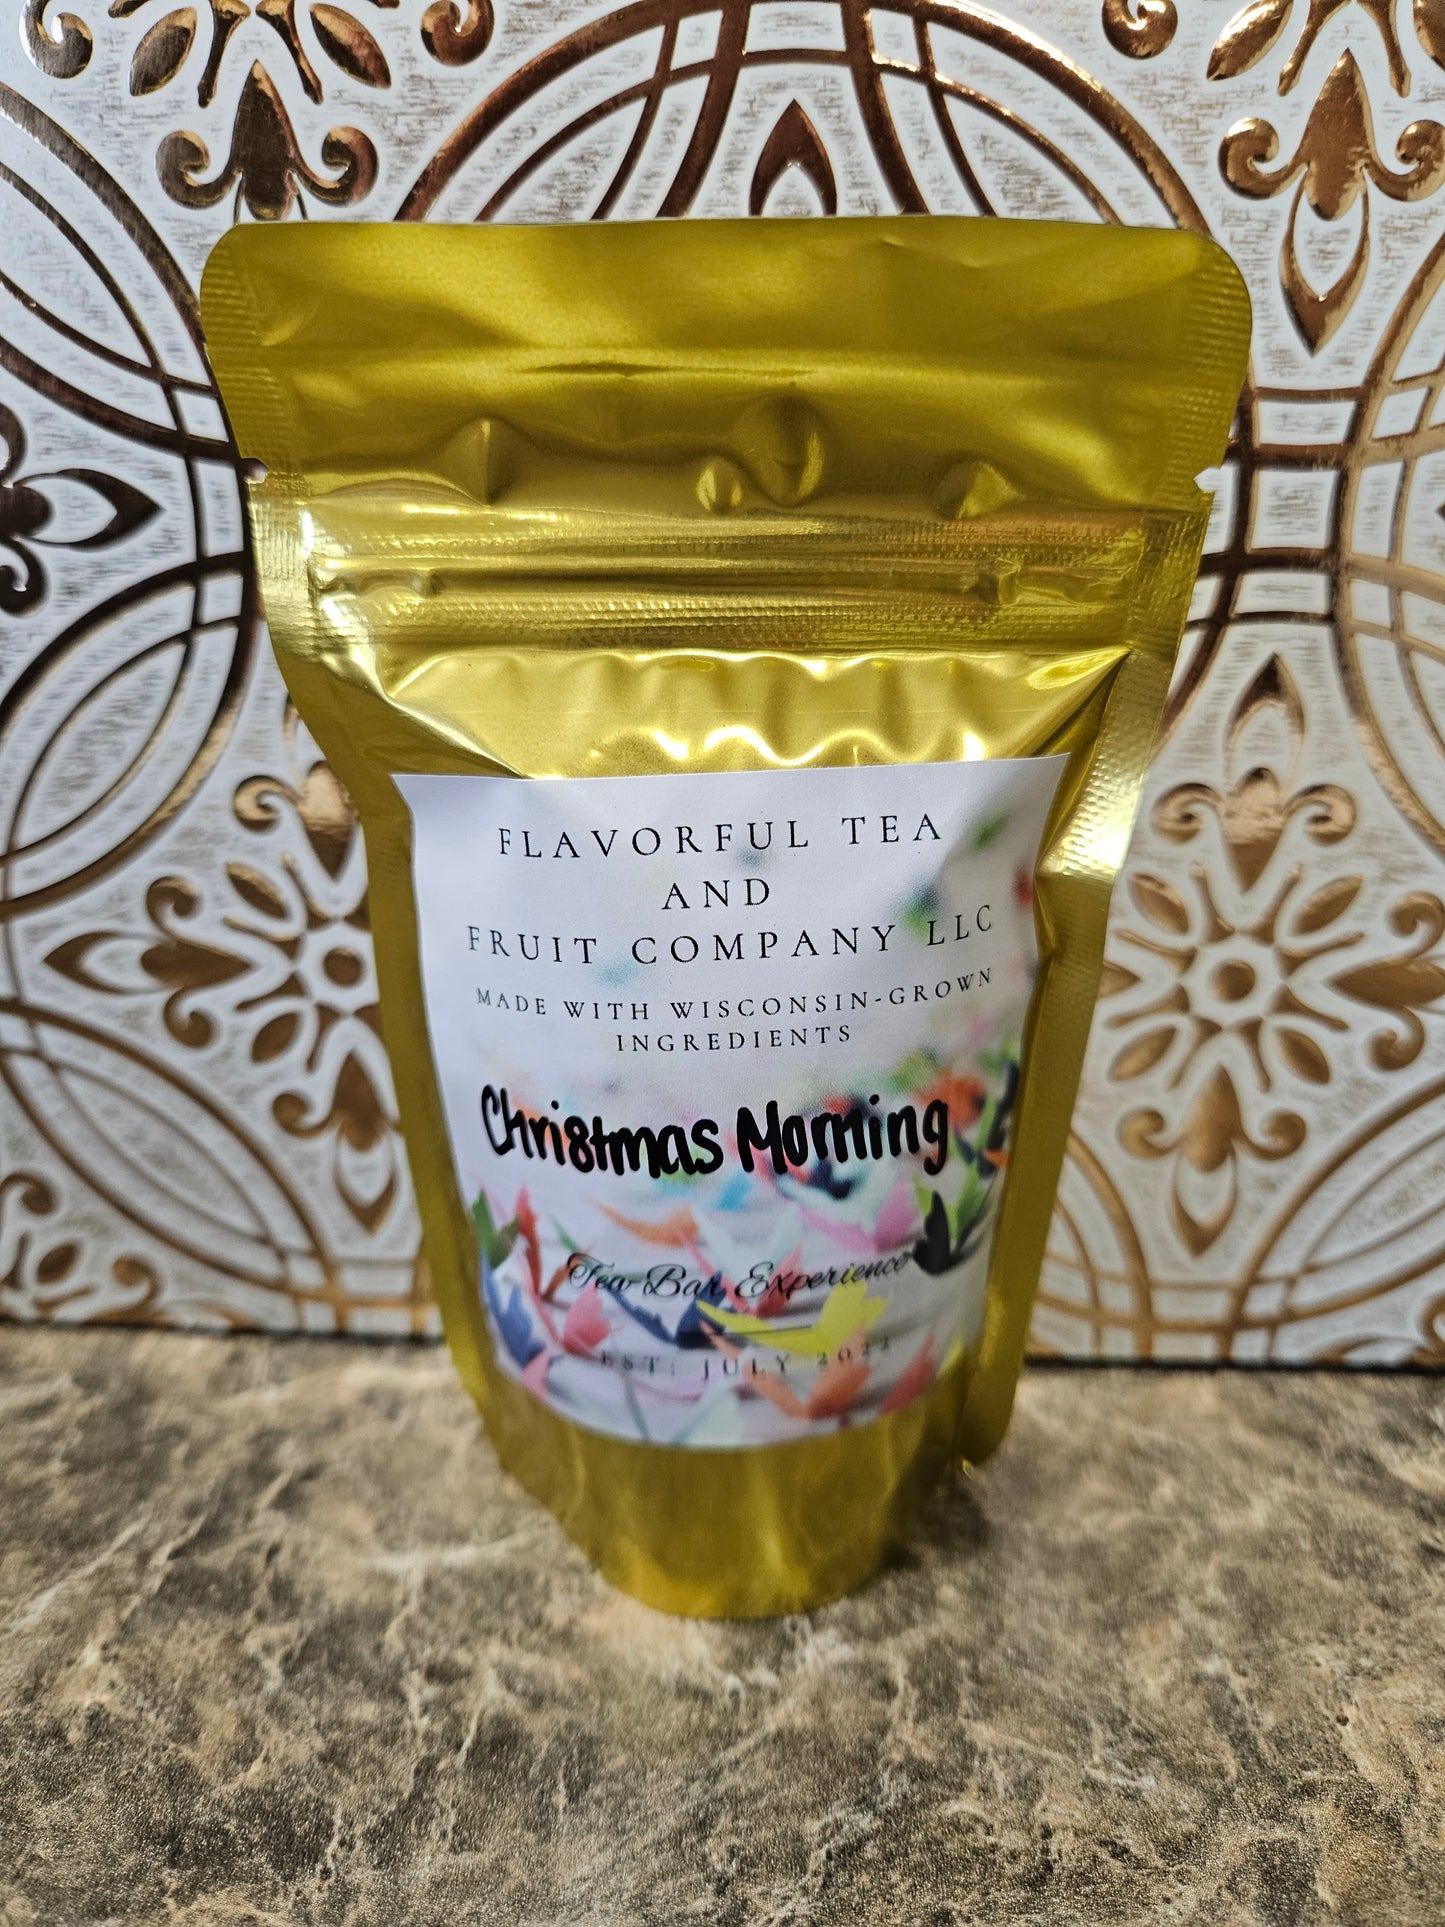 FLAVORFUL TEA
AND
FRUIT COMPANY LLC
MADE WITH WISCONSIN-GROWN
INGREDIENTS
Christmas Morning
Tea Bar Experience
EST: JULY 2022